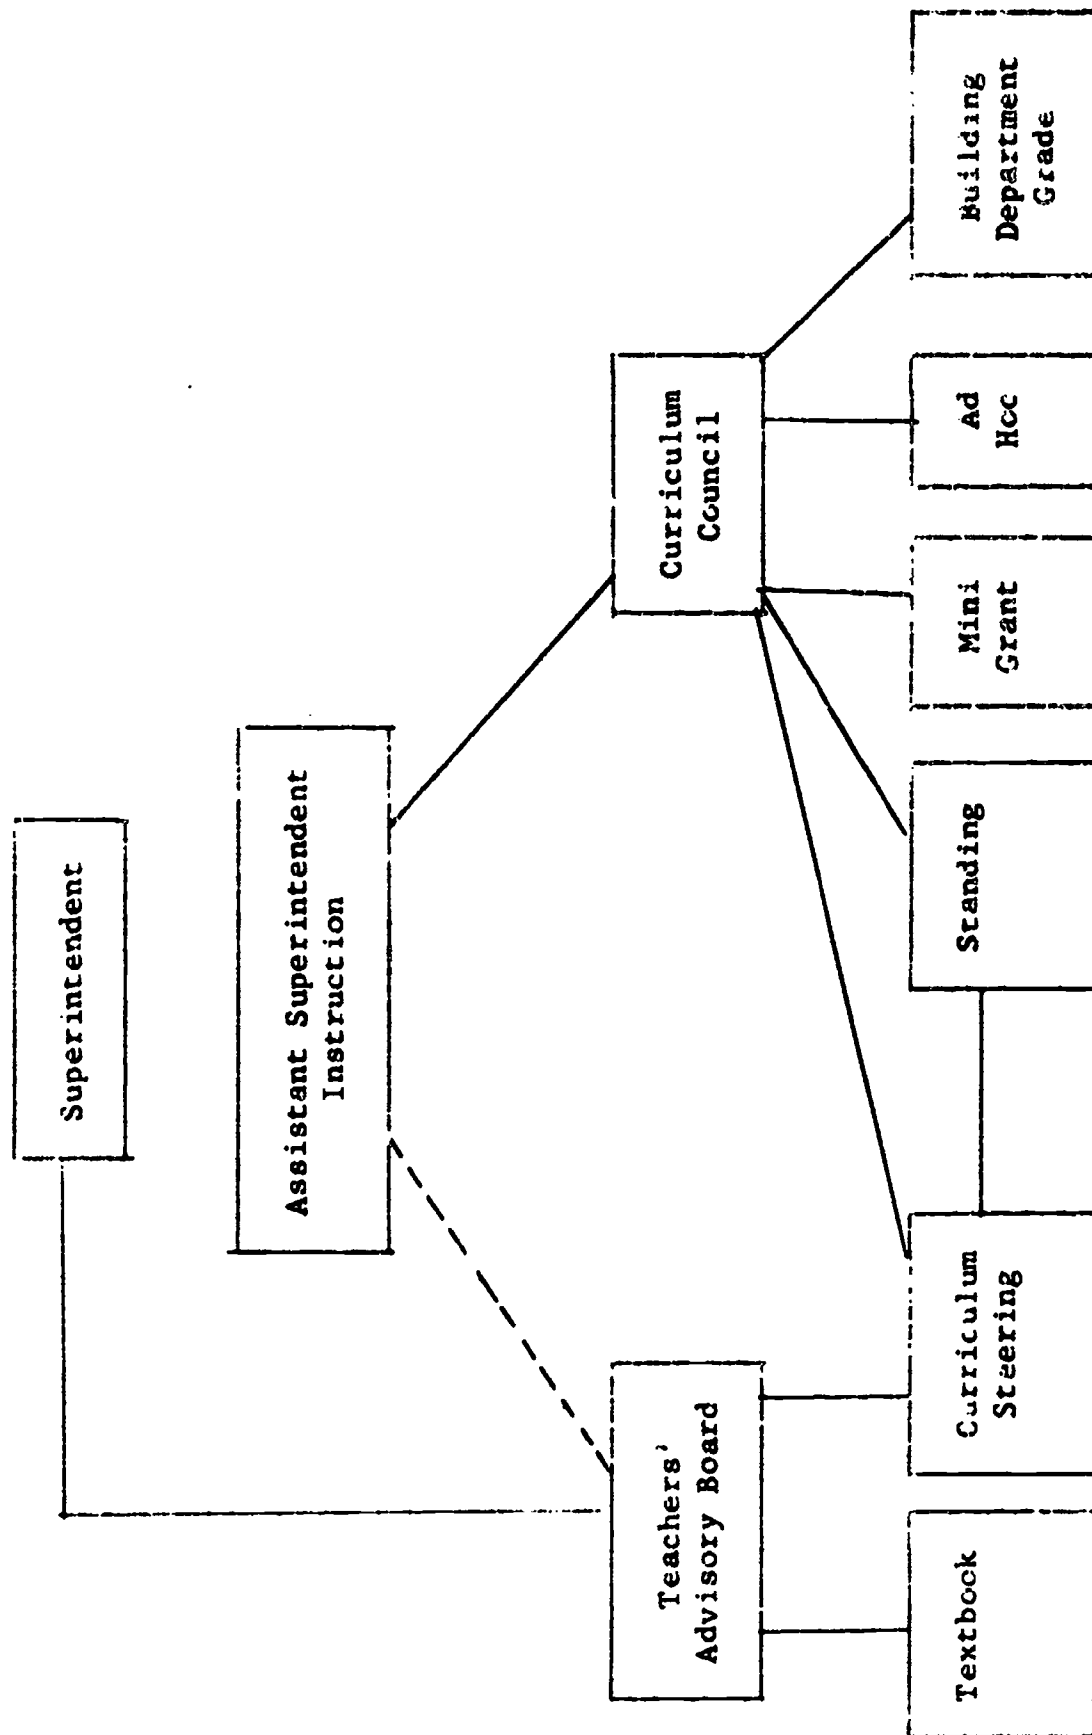 Superintendent
Assistant Superintendent
Instruction
Teachers'
Advisory Board
Curriculum
Council
Textbook
Curriculum
Steering
Standing
Mini
Grant
Ad
Hoc
Building
Department
Grade